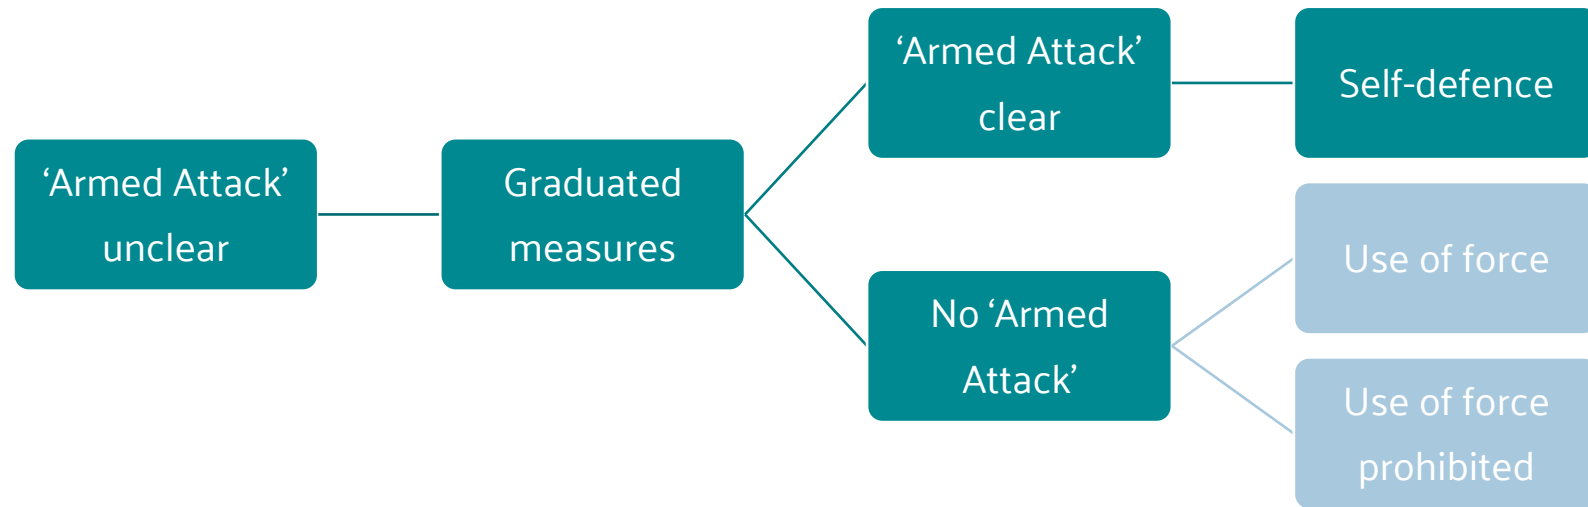 ‘Armed Attack’
unclear
Graduated
measures
‘Armed Attack’
clear
Self-defence
No ‘Armed
Attack’
Use of force
Use of force
prohibited